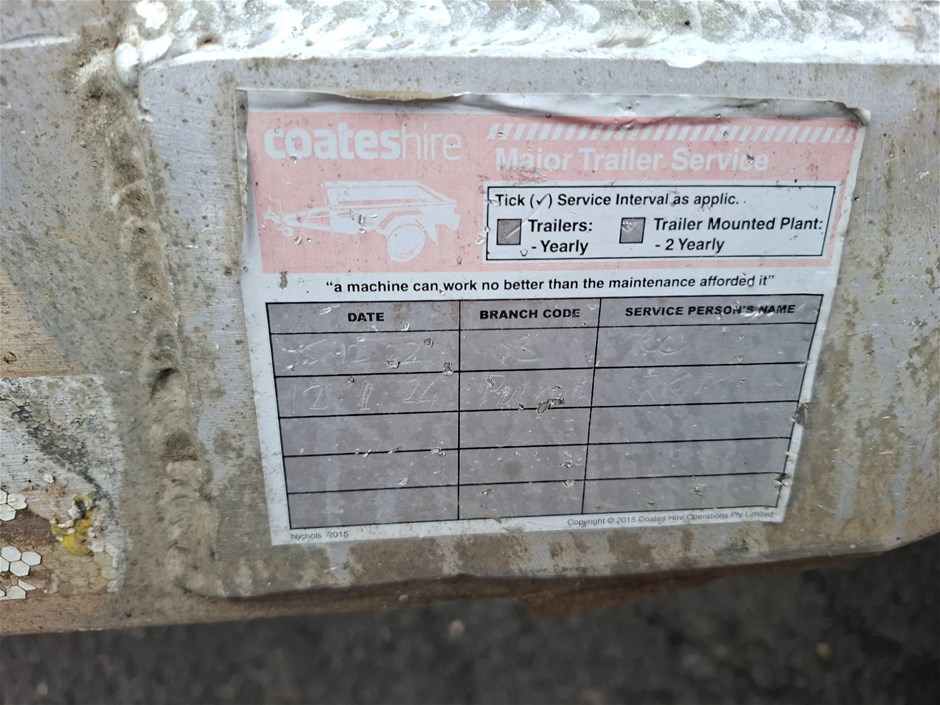 coateshire
Major Trailer Service
Tick (✓) Service Interval as applic.
Trailers:
- Yearly
Trailer Mounted Plant:
- 2 Yearly
"a machine can work no better than the maintenance afforded it"
DATE BRANCH CODE SERVICE PERSON'S NAME
Nichols 7/2015
Copyright © 2015 Coates Hire Operations Pty Limited